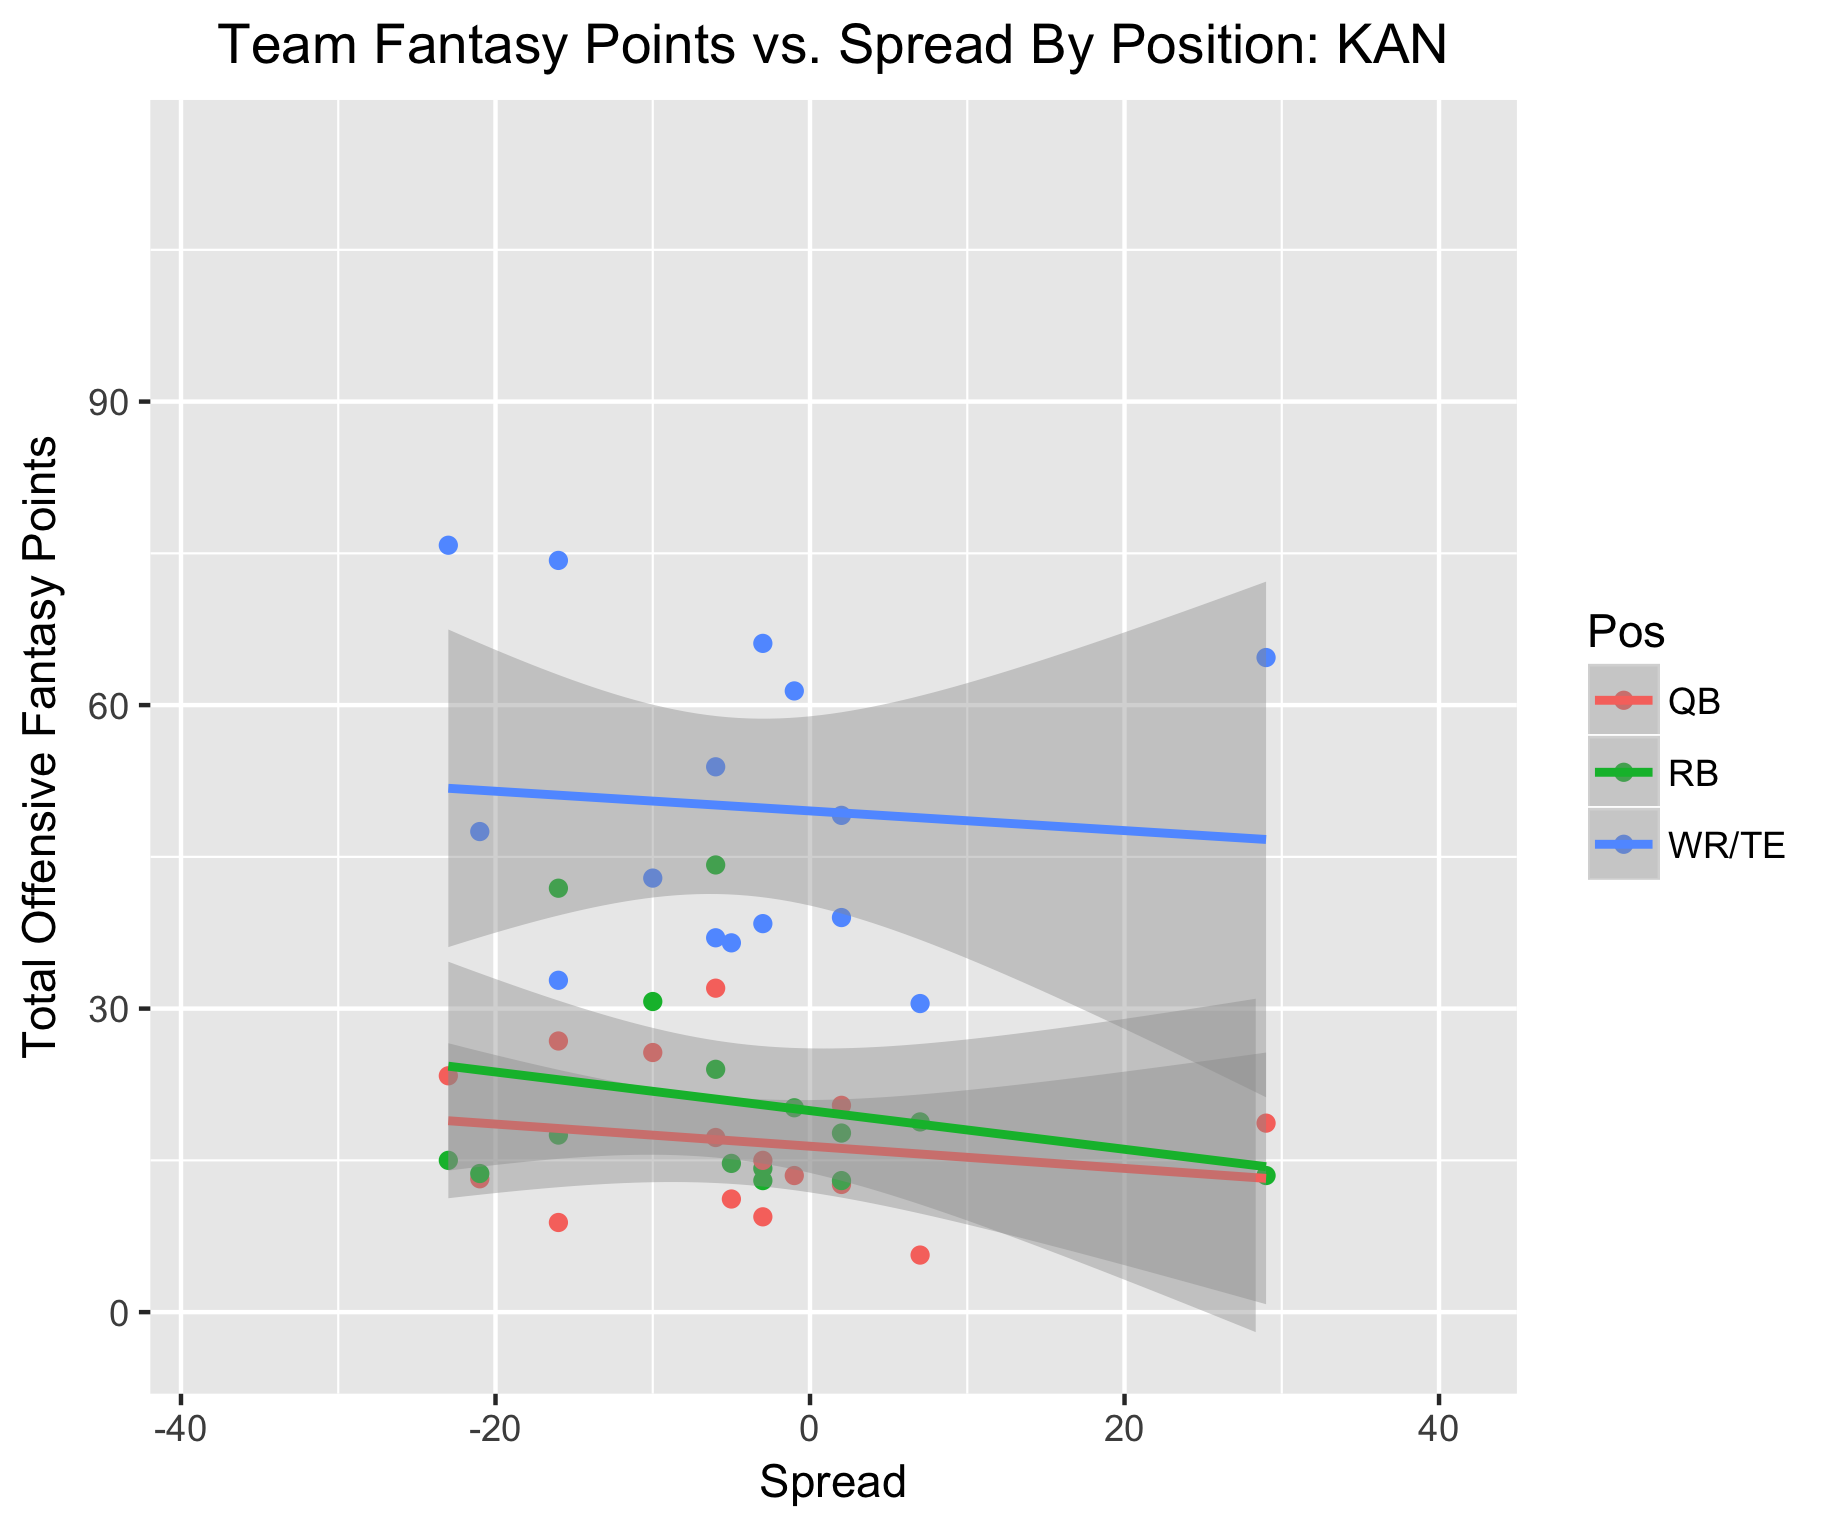 Team Fantasy Points vs. Spread By Position: KAN
Total Offensive Fantasy Points
90
60
30
0
-40
-20
0
20
40
Spread
Pos
QB
RB
WR/TE